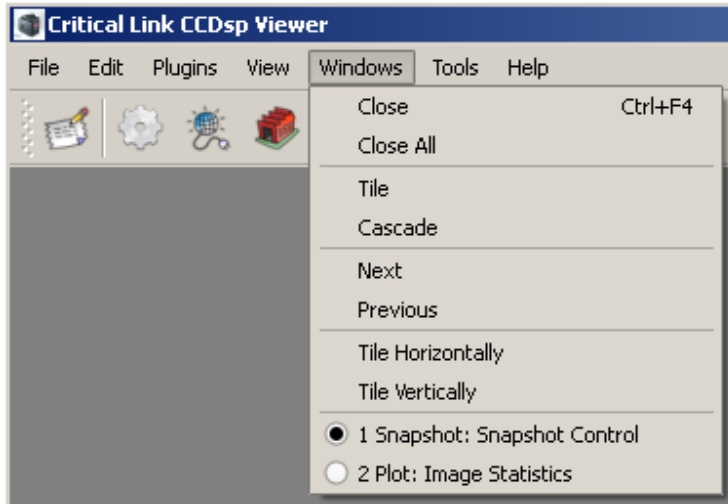 Critical Link CCDsp Viewer
File Edit Plugins View Windows Tools Help
Close Ctrl+F4
Close All
Tile
Cascade
Next
Previous
Tile Horizontally
Tile Vertically
1 Snapshot: Snapshot Control
2 Plot: Image Statistics